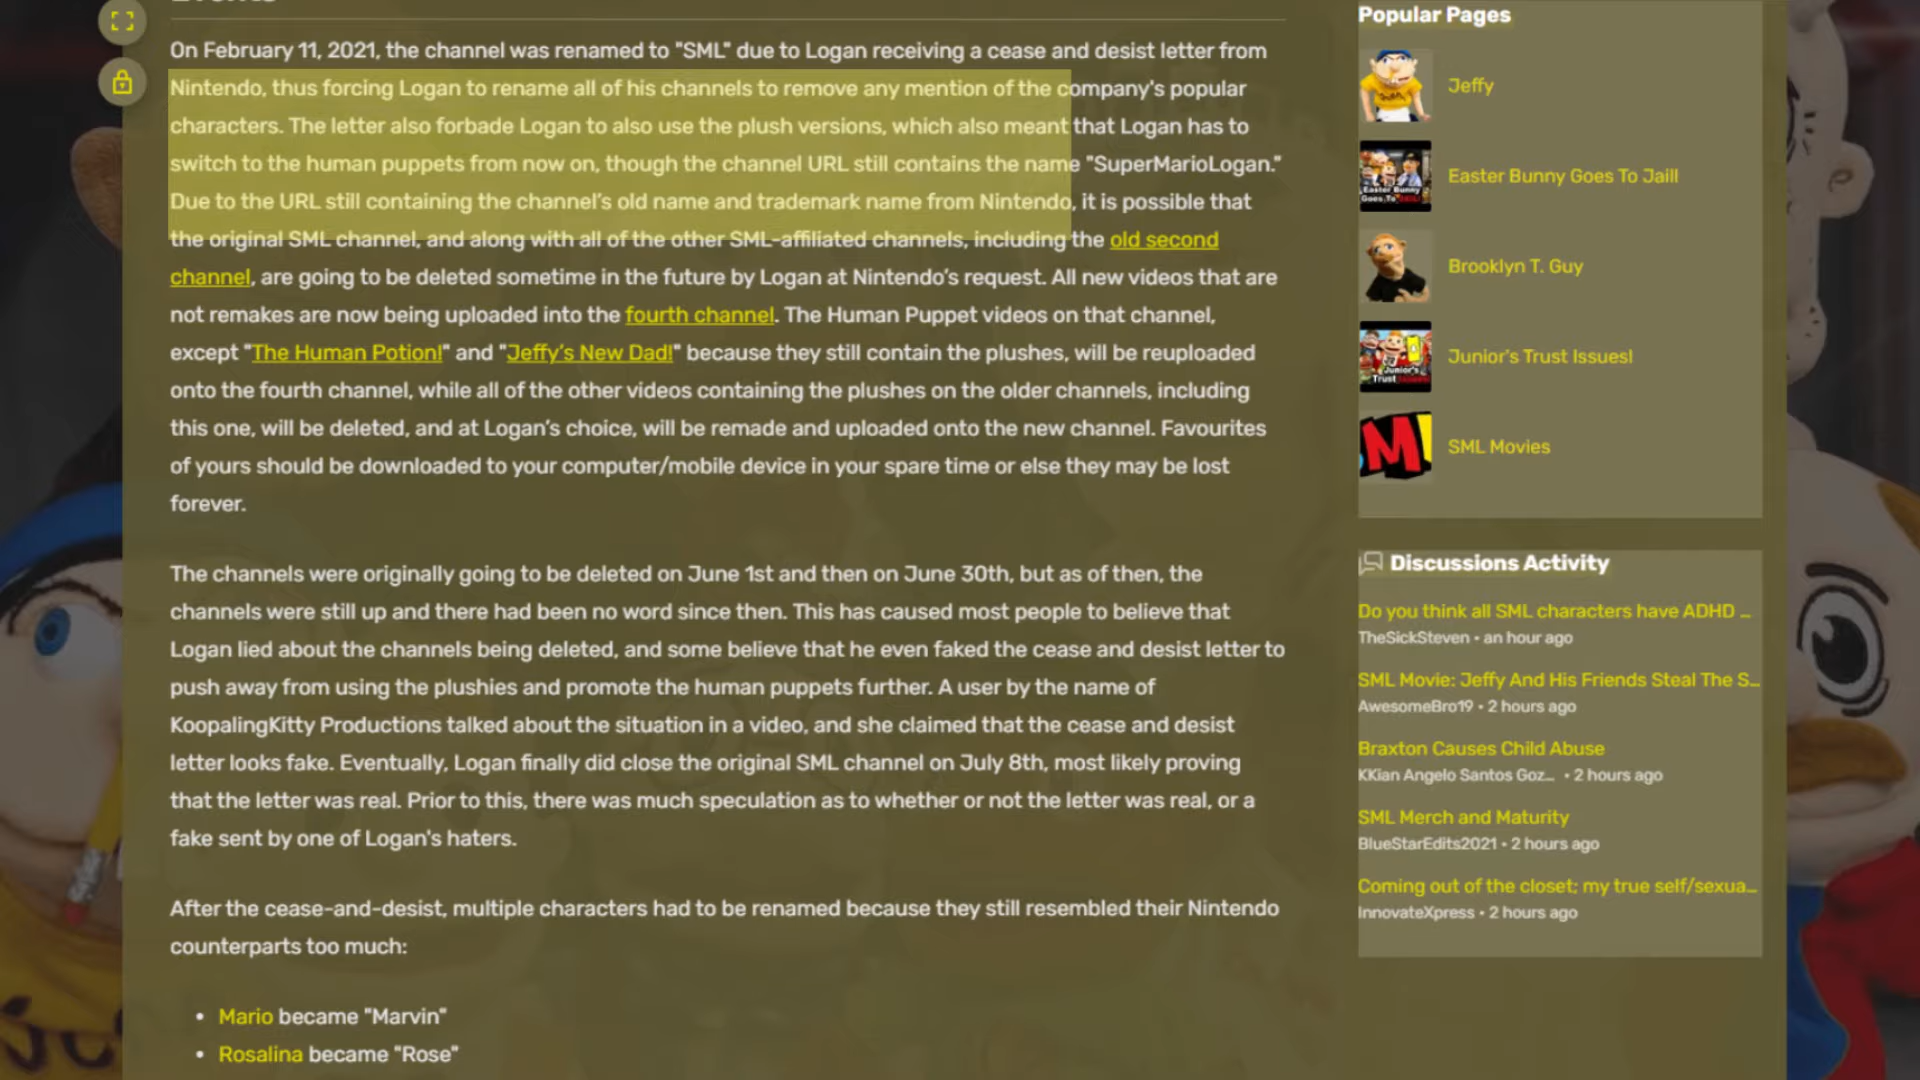 On February 11, 2021, the channel was renamed to "SML" due to Logan receiving a cease and desist letter from
Nintendo, thus forcing Logan to rename all of his channels to remove any mention of the company's popular
characters. The letter also forbade Logan to also use the plush versions, which also meant that Logan has to
switch to the human puppets from now on, though the channel URL still contains the name "SuperMarioLogan."
Due to the URL still containing the channel's old name and trademark name from Nintendo, it is possible that
the original SML channel, and along with all of the other SML-affiliated channels, including the old second
channel, are going to be deleted sometime in the future by Logan at Nintendo's request. All new videos that are
not remakes are now being uploaded into the fourth channel. The Human Puppet videos on that channel,
except "The Human Potion!" and "Jeffy's New Dad!" because they still contain the plushes, will be reuploaded
onto the fourth channel, while all of the other videos containing the plushes on the older channels, including
this one, will be deleted, and at Logan's choice, will be remade and uploaded onto the new channel. Favourites
of yours should be downloaded to your computer/mobile device in your spare time or else they may be lost
forever.
The channels were originally going to be deleted on June 1st and then on June 30th, but as of then, the
channels were still up and there had been no word since then. This has caused most people to believe that
Logan lied about the channels being deleted, and some believe that he even faked the cease and desist letter to
push away from using the plushies and promote the human puppets further. A user by the name of
KoopalingKitty Productions talked about the situation in a video, and she claimed that the cease and desist
letter looks fake. Eventually, Logan finally did close the original SML channel on July 8th, most likely proving
that the letter was real. Prior to this, there was much speculation as to whether or not the letter was real, or a
fake sent by one of Logan's haters.
After the cease-and-desist, multiple characters had to be renamed because they still resembled their Nintendo
counterparts too much:
• Mario became "Marvin"
• Rosalina became "Rose"
Popular Pages
Jeffy
Easter Bunny Goes To Jail!
Easter Bunny
Goes To Jail!
Brooklyn T. Guy
Junior's Trust Issues!
Junior's
Trust Issues!
SML Movies
Discussions Activity
Do you think all SML characters have ADHD ...
TheSickSteven • an hour ago
SML Movie: Jeffy And His Friends Steal The S...
AwesomeBro19 • 2 hours ago
Braxton Causes Child Abuse
KKian Angelo Santos Goz... • 2 hours ago
SML Merch and Maturity
BlueStarEdits2021 • 2 hours ago
Coming out of the closet; my true self/sexua...
InnovateXpress • 2 hours ago